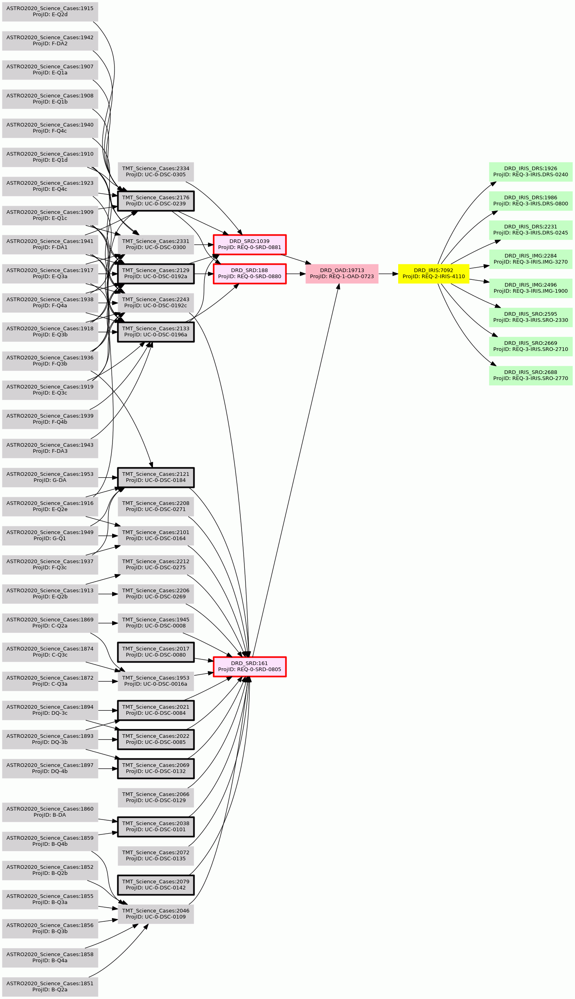 ASTRO2020_Science_Cases:1915
ProjID: E-Q2d
ASTRO2020_Science_Cases:1942
ProjID: F-DA2
ASTRO2020_Science_Cases:1907
ProjID: E-Q1a
ASTRO2020_Science_Cases:1908
ProjID: E-Q1b
ASTRO2020_Science_Cases:1940
ProjID: F-Q4c
ASTRO2020_Science_Cases:1910
ProjID: E-Q1d
ASTRO2020_Science_Cases:1923
ProjID: E-Q4c
ASTRO2020_Science_Cases:1909
ProjID: E-Q1c
ASTRO2020_Science_Cases:1941
ProjID: F-DA1
ASTRO2020_Science_Cases:1917
ProjID: E-Q3a
ASTRO2020_Science_Cases:1938
ProjID: F-Q4a
ASTRO2020_Science_Cases:1918
ProjID: E-Q3b
ASTRO2020_Science_Cases:1936
ProjID: F-Q3b
ASTRO2020_Science_Cases:1919
ProjID: E-Q3c
ASTRO2020_Science_Cases:1939
ProjID: F-Q4b
ASTRO2020_Science_Cases:1943
ProjID: F-DA3
ASTRO2020_Science_Cases:1953
ProjID: G-DA
ASTRO2020_Science_Cases:1916
ProjID: E-Q2e
ASTRO2020_Science_Cases:1949
ProjID: G-Q1
ASTRO2020_Science_Cases:1937
ProjID: F-Q3c
ASTRO2020_Science_Cases:1913
ProjID: E-Q2b
ASTRO2020_Science_Cases:1869
ProjID: C-Q2a
ASTRO2020_Science_Cases:1874
ProjID: C-Q3c
ASTRO2020_Science_Cases:1872
ProjID: C-Q3a
ASTRO2020_Science_Cases:1894
ProjID: DQ-3c
ASTRO2020_Science_Cases:1893
ProjID: DQ-3b
ASTRO2020_Science_Cases:1897
ProjID: DQ-4b
ASTRO2020_Science_Cases:1860
ProjID: B-DA
ASTRO2020_Science_Cases:1859
ProjID: B-Q4b
ASTRO2020_Science_Cases:1852
ProjID: B-Q2b
ASTRO2020_Science_Cases:1855
ProjID: B-Q3a
ASTRO2020_Science_Cases:1856
ProjID: B-Q3b
ASTRO2020_Science_Cases:1858
ProjID: B-Q4a
ASTRO2020_Science_Cases:1851
ProjID: B-Q2a
TMT_Science_Cases:2334
ProjID: UC-0-DSC-0305
TMT_Science_Cases:2176
ProjID: UC-0-DSC-0239
TMT_Science_Cases:2331
ProjID: UC-0-DSC-0300
TMT_Science_Cases:2129
ProjID: UC-0-DSC-0192a
TMT_Science_Cases:2243
ProjID: UC-0-DSC-0192c
TMT_Science_Cases:2133
ProjID: UC-0-DSC-0196a
TMT_Science_Cases:2121
ProjID: UC-0-DSC-0184
TMT_Science_Cases:2208
ProjID: UC-0-DSC-0271
TMT_Science_Cases:2101
ProjID: UC-0-DSC-0164
TMT_Science_Cases:2212
ProjID: UC-0-DSC-0275
TMT_Science_Cases:2206
ProjID: UC-0-DSC-0269
TMT_Science_Cases:1945
ProjID: UC-0-DSC-0008
TMT_Science_Cases:2017
ProjID: UC-0-DSC-0080
TMT_Science_Cases:1953
ProjID: UC-0-DSC-0016a
TMT_Science_Cases:2021
ProjID: UC-0-DSC-0084
TMT_Science_Cases:2022
ProjID: UC-0-DSC-0085
TMT_Science_Cases:2069
ProjID: UC-0-DSC-0132
TMT_Science_Cases:2066
ProjID: UC-0-DSC-0129
TMT_Science_Cases:2038
ProjID: UC-0-DSC-0101
TMT_Science_Cases:2072
ProjID: UC-0-DSC-0135
TMT_Science_Cases:2079
ProjID: UC-0-DSC-0142
TMT_Science_Cases:2046
ProjID: UC-0-DSC-0109
DRD_SRD:1039
ProjID: REQ-0-SRD-0881
DRD_SRD:188
ProjID: REQ-0-SRD-0880
DRD_SRD:161
ProjID: REQ-0-SRD-0805
DRD_OAD:19713
ProjID: REQ-1-OAD-0723
DRD_IRIS:7092
ProjID: REQ-2-IRIS-4110
DRD_IRIS_DRS:1926
ProjID: REQ-3-IRIS.DRS-0240
DRD_IRIS_DRS:1986
ProjID: REQ-3-IRIS.DRS-0800
DRD_IRIS_DRS:2231
ProjID: REQ-3-IRIS.DRS-0245
DRD_IRIS_IMG:2284
ProjID: REQ-3-IRIS.IMG-3270
DRD_IRIS_IMG:2496
ProjID: REQ-3-IRIS.IMG-1900
DRD_IRIS_SRO:2595
ProjID: REQ-3-IRIS.SRO-2330
DRD_IRIS_SRO:2669
ProjID: REQ-3-IRIS.SRO-2710
DRD_IRIS_SRO:2688
ProjID: REQ-3-IRIS.SRO-2770